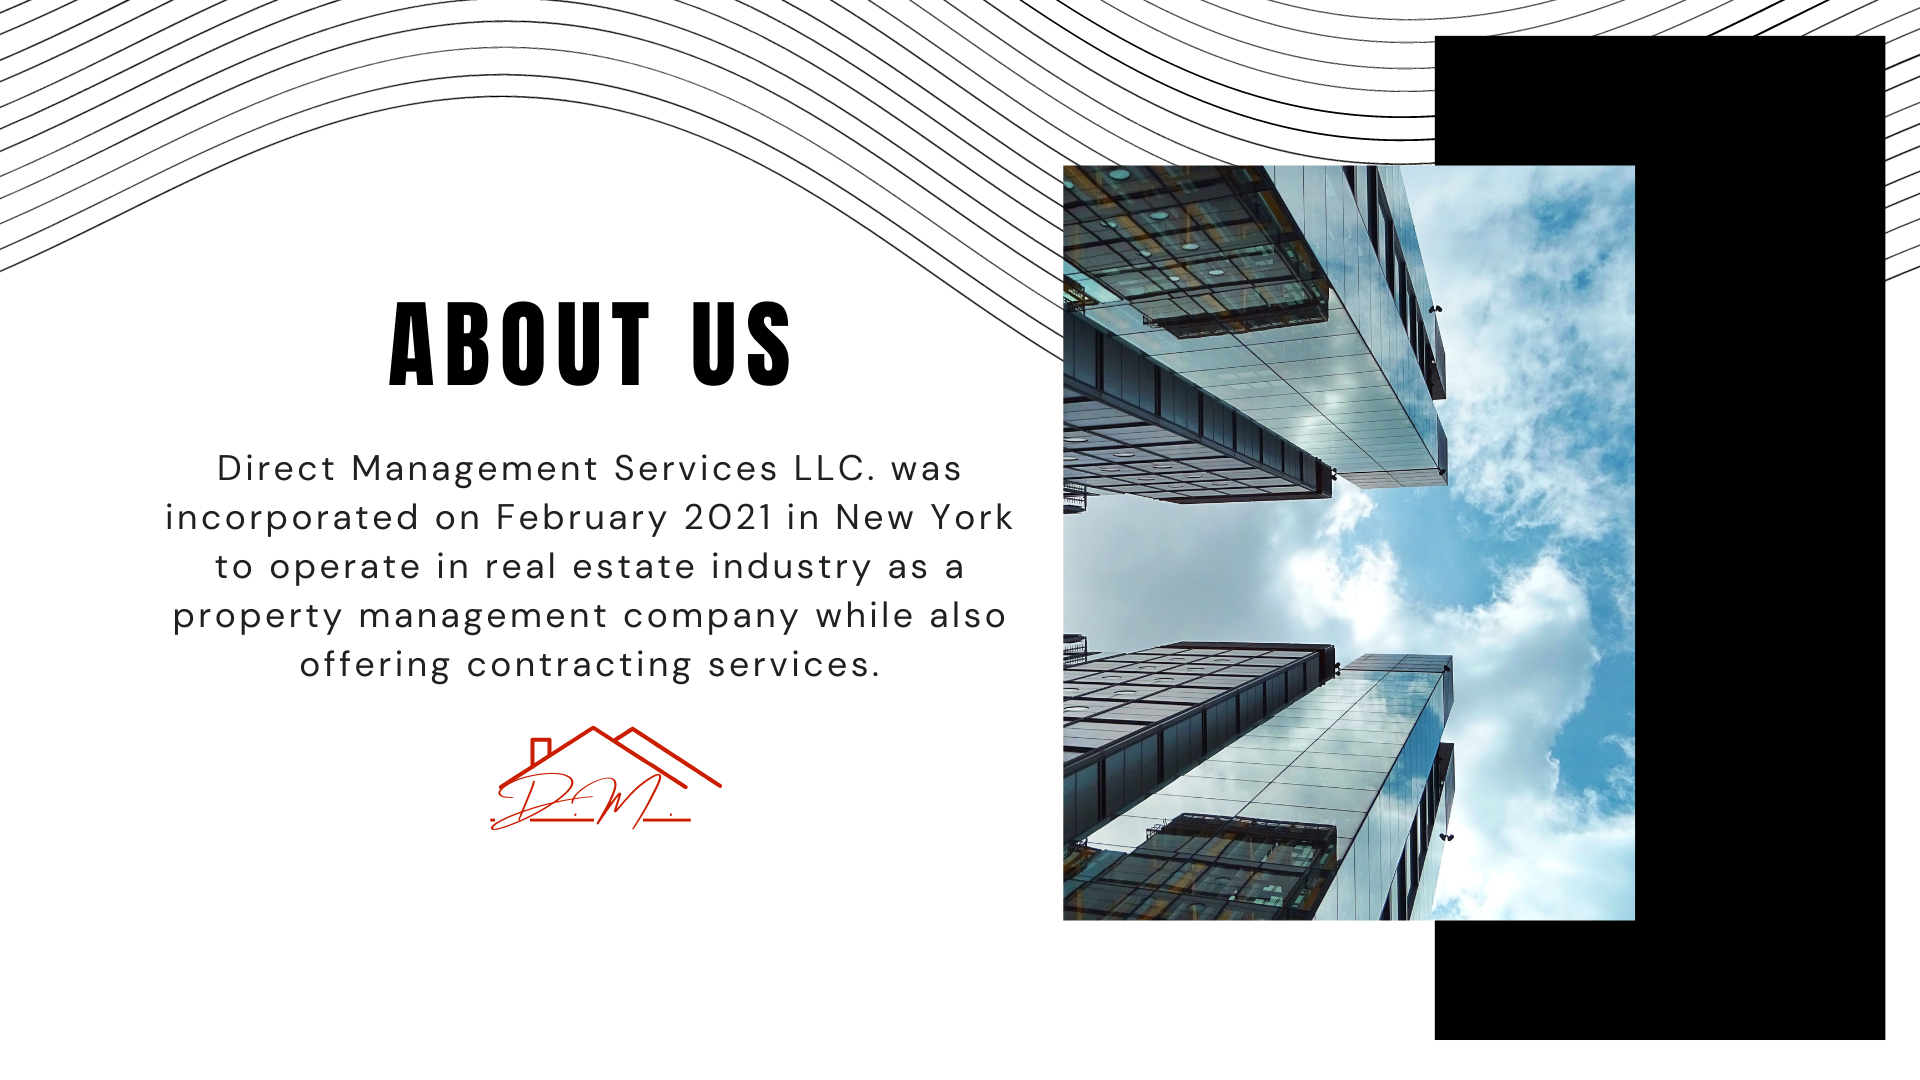 ABOUT US
Direct Management Services LLC. was
incorporated on February 2021 in New York
to operate in real estate industry as a
property management company while also
offering contracting services.
D.M.